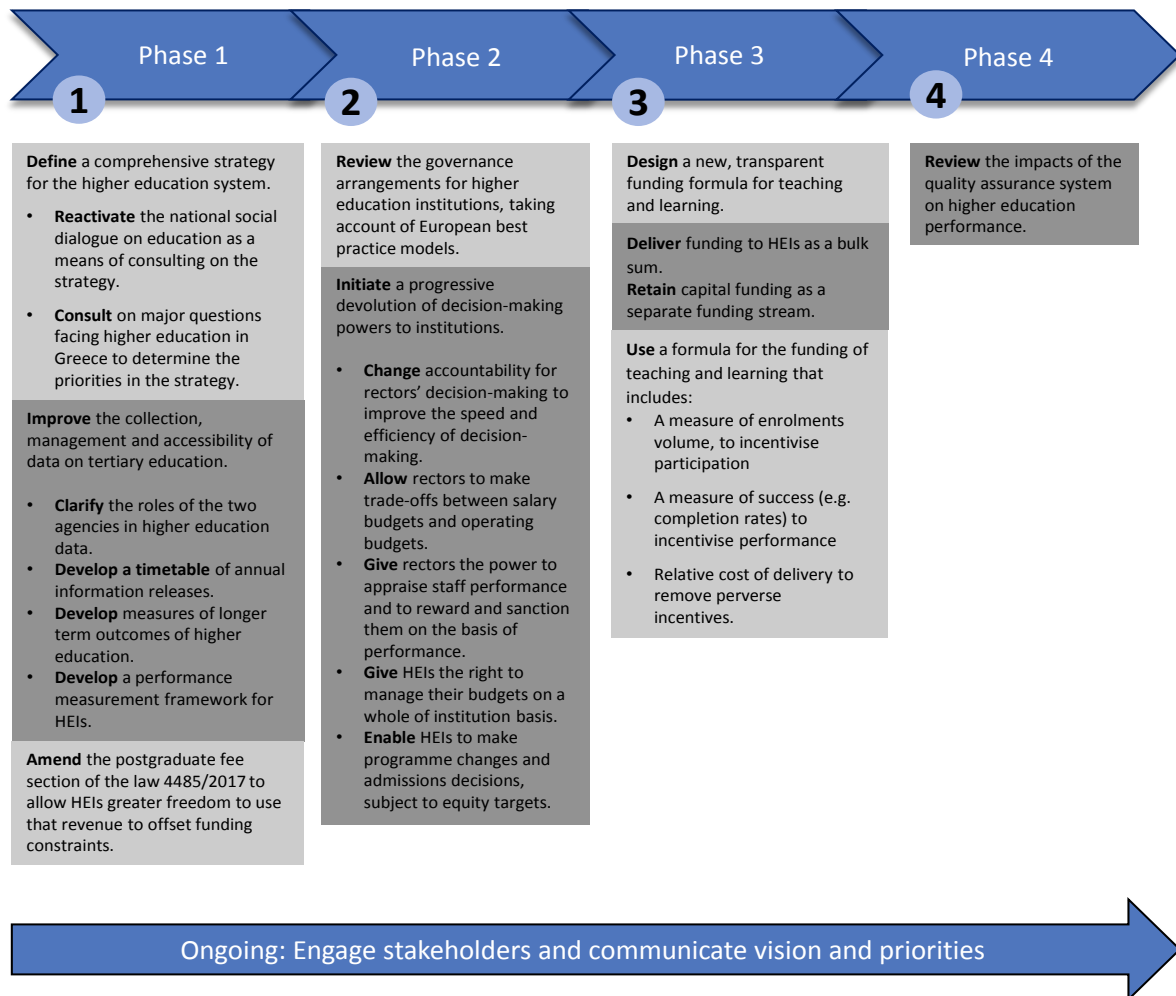 Phase 1
Phase 2
Phase 3
Phase 4
1
2
3
4
Define a comprehensive strategy
for the higher education system.
• Reactivate the national social
dialogue on education as a
means of consulting on the
strategy.
• Consult on major questions
facing higher education in
Greece to determine the
priorities in the strategy.
Improve the collection,
management and accessibility of
data on tertiary education.
• Clarify the roles of the two
agencies in higher education
data.
• Develop a timetable of annual
information releases.
• Develop measures of longer
term outcomes of higher
education.
• Develop a performance
measurement framework for
HEIs.
Amend the postgraduate fee
section of the law 4485/2017 to
allow HEIs greater freedom to use
that revenue to offset funding
constraints.
Review the governance
arrangements for higher
education institutions, taking
account of European best
practice models.
Initiate a progressive
devolution of decision-making
powers to institutions.
• Change accountability for
rectors' decision-making to
improve the speed and
efficiency of decision-
making.
• Allow rectors to make
trade-offs between salary
budgets and operating
budgets.
• Give rectors the power to
appraise staff performance
and to reward and sanction
them on the basis of
performance.
• Give HEIs the right to
manage their budgets on a
whole of institution basis.
• Enable HEIs to make
programme changes and
admissions decisions,
subject to equity targets.
Design a new, transparent
funding formula for teaching
and learning.
Deliver funding to HEIs as a bulk
sum.
Retain capital funding as a
separate funding stream.
Use a formula for the funding of
teaching and learning that
includes:
• A measure of enrolments
volume, to incentivise
participation
• A measure of success (e.g.
completion rates) to
incentivise performance
• Relative cost of delivery to
remove perverse
incentives.
Review the impacts of the
quality assurance system
on higher education
performance.
Ongoing: Engage stakeholders and communicate vision and priorities